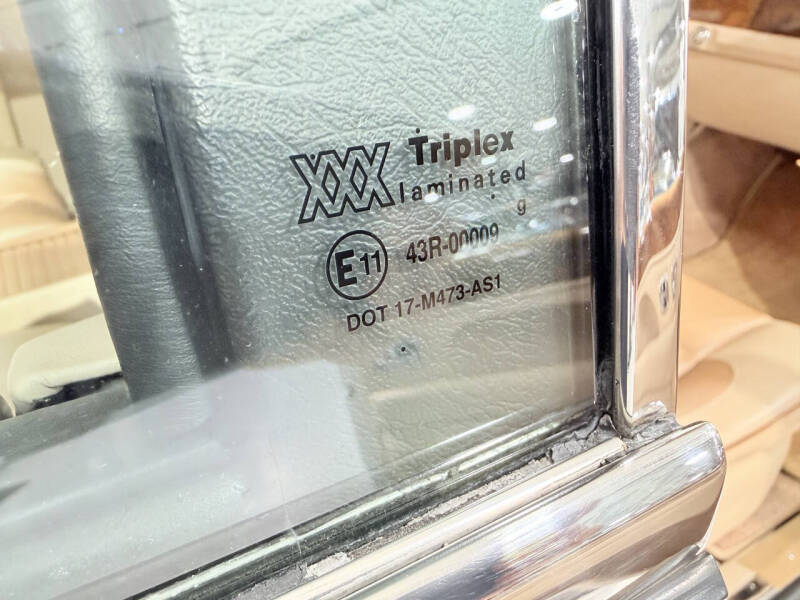 XXX Triplex
laminated
g
E11 43R-00009
DOT 17-M473-AS1